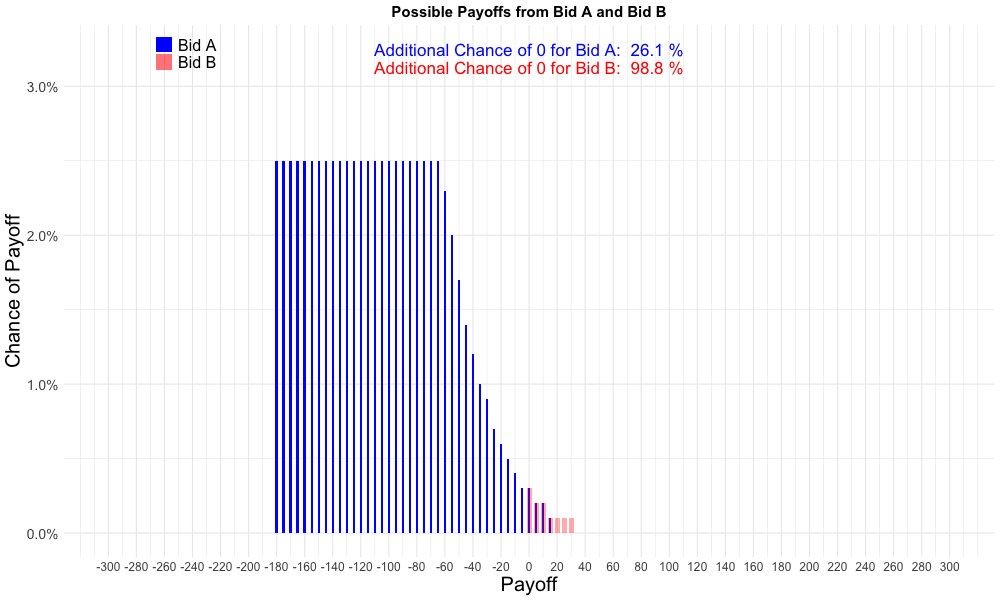 Possible Payoffs from Bid A and Bid B
Bid A
Bid B
Additional Chance of 0 for Bid A: 26.1 %
Additional Chance of 0 for Bid B: 98.8 %
Chance of Payoff
3.0%
2.0%
1.0%
0.0%
-300 -280 -260 -240 -220 -200 -180 -160 -140 -120 -100 -80 -60 -40 -20 0 20 40 60 80 100 120 140 160 180 200 220 240 260 280 300
Payoff